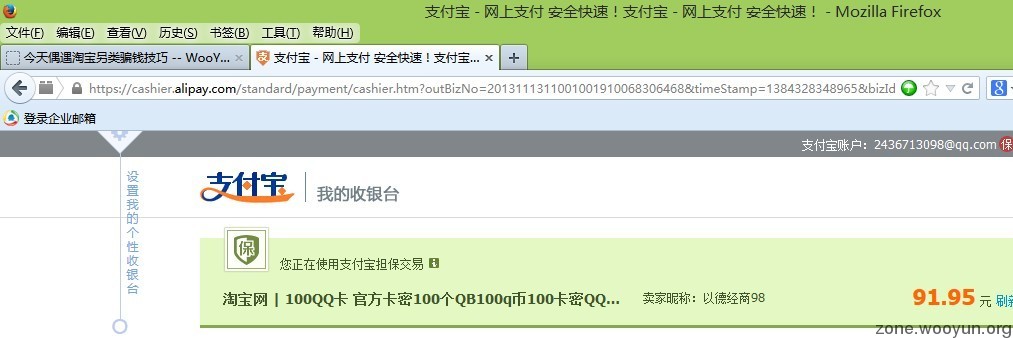 支付宝 - 网上支付 安全快速！支付宝 - 网上支付 安全快速！ - Mozilla Firefox
文件(F) 编辑(E) 查看(V) 历史(S) 书签(B) 工具(T) 帮助(H)
今天偶遇淘宝另类骗钱技巧 -- WooY...
支付宝 - 网上支付 安全快速！支付宝...
https://cashier.alipay.com/standard/payment/cashier.htm?outBizNo=2013111311001001910068306468&timeStamp=1384328348965&bizId
登录企业邮箱
支付宝账户：2436713098@qq.com 保
设置我的个性收银台
支付宝 我的收银台
保
您正在使用支付宝担保交易
淘宝网 | 100QQ卡 官方卡密100个QB100q币100卡密QQ... 卖家昵称：以德经商98 91.95 元 刷新
zone.wooyun.org